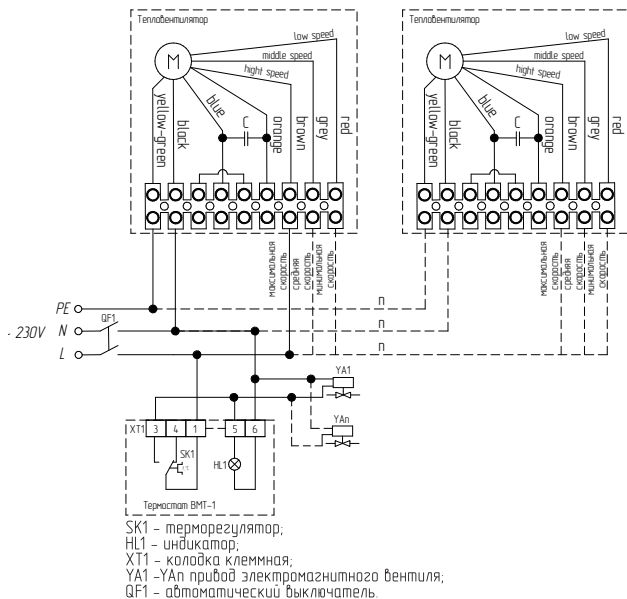 Тепловентилятор
M
low speed
middle speed
hight speed
yellow-green
black
blue
C
orange
brown
grey
red
максимальная
скорость
средняя
скорость
минимальная
скорость
Тепловентилятор
M
low speed
middle speed
hight speed
yellow-green
black
blue
C
orange
brown
grey
red
максимальная
скорость
средняя
скорость
минимальная
скорость
PE
n
QF1
~ 230V N
n
L
n
YA1
YAn
XT1 3 4 1 5 6
SK1
t°C
HL1
Термостат ВМТ-1
SK1 – терморегулятор;
HL1 – индикатор;
XT1 – колодка клеммная;
YA1 -YAn привод электромагнитного вентиля;
QF1 – автоматический выключатель.